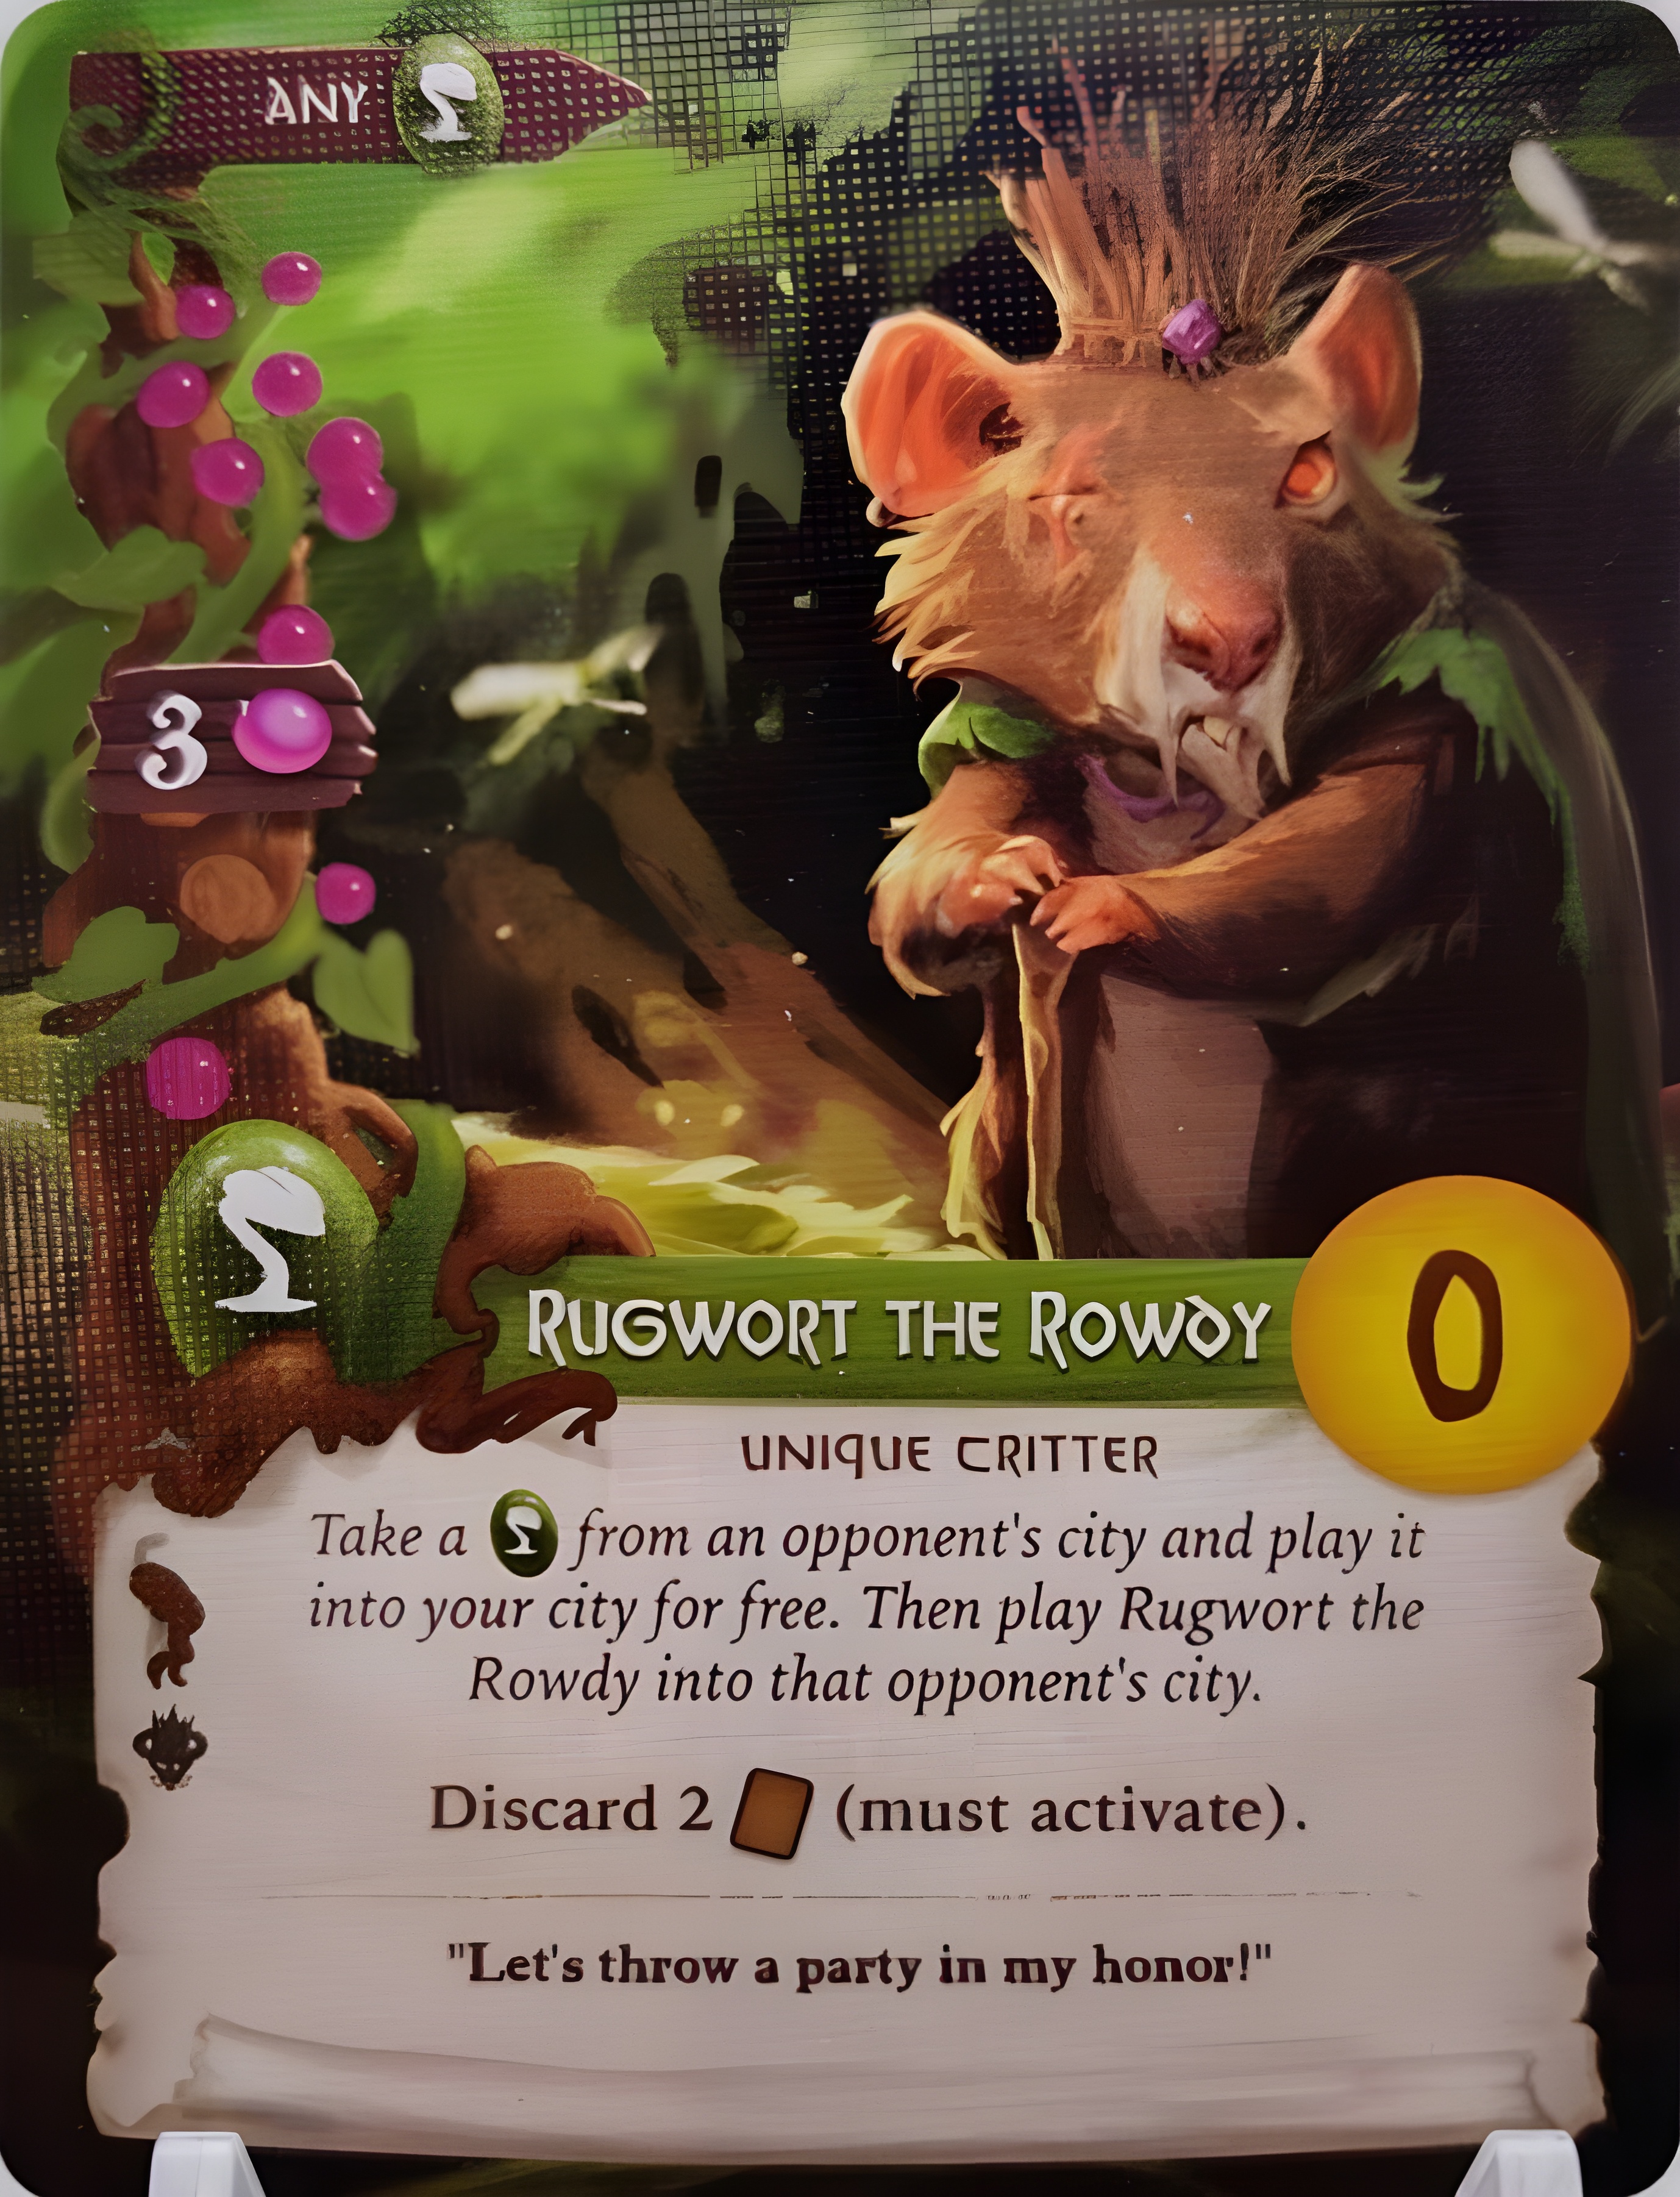 ANY
3
RUGWORT THE ROWDY
0
UNIQUE CRITTER
Take a from an opponent's city and play it
into your city for free. Then play Rugwort the
Rowdy into that opponent's city.
Discard 2 (must activate).
"Let's throw a party in my honor!"